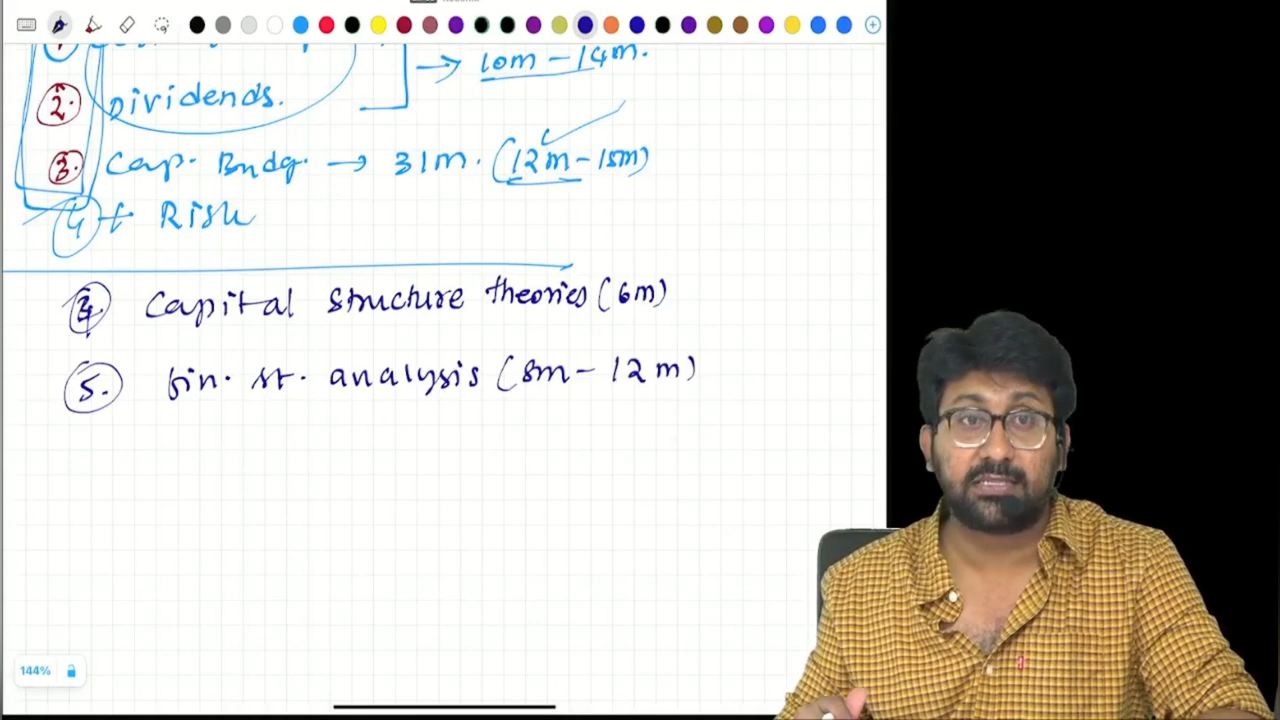 → 10m - 14m.
2. Dividends.
3. Cap. Budg. → 31m. (12m - 15m)
4 + Risk
4 Capital structure theories (6m)
5. fin. st. analysis (8m - 12m)
144%